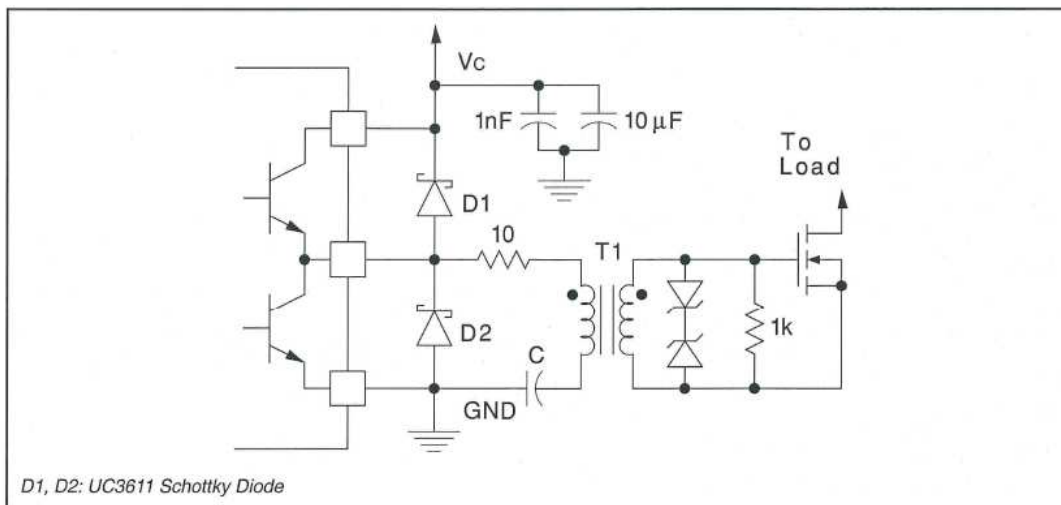 Vc
1nF
10 µF
To
Load
D1
10
T1
D2
1k
C
GND
D1, D2: UC3611 Schottky Diode